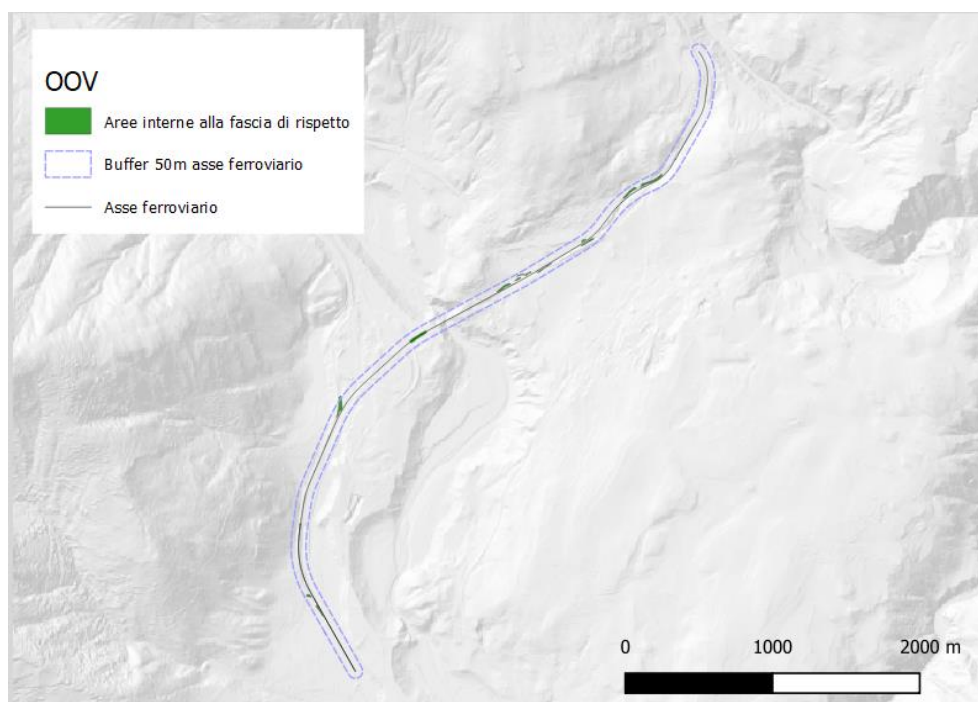 OOV
Aree interne alla fascia di rispetto
Buffer 50m asse ferroviario
Asse ferroviario
0 1000 2000 m